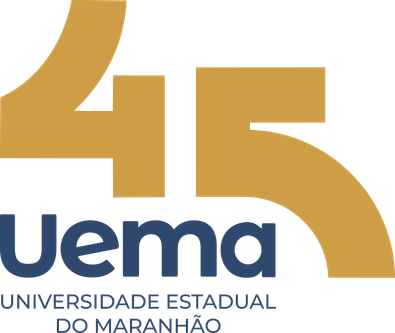 45
uema
UNIVERSIDADE ESTADUAL
DO MARANHÃO